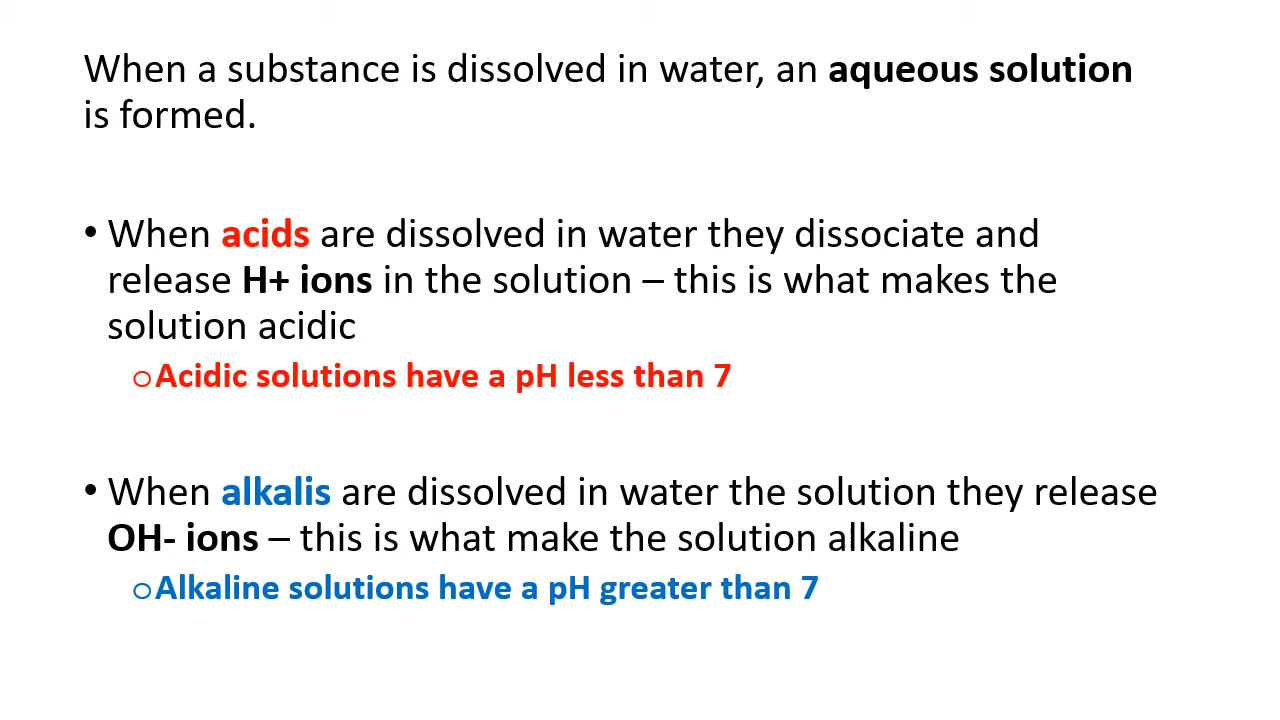 When a substance is dissolved in water, an aqueous solution
is formed.
• When acids are dissolved in water they dissociate and
release H+ ions in the solution – this is what makes the
solution acidic
o Acidic solutions have a pH less than 7
• When alkalis are dissolved in water the solution they release
OH- ions – this is what make the solution alkaline
o Alkaline solutions have a pH greater than 7